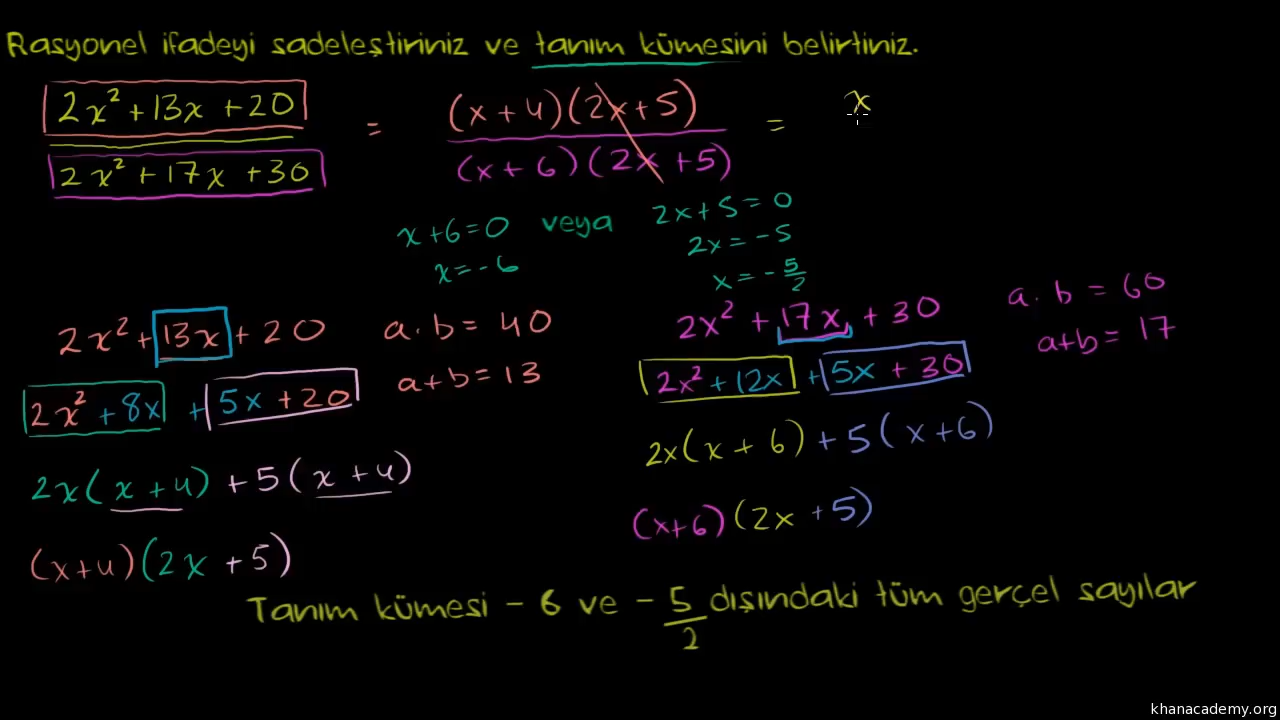 Rasyonel ifadeyi sadeleştiriniz ve tanım kümesini belirtiniz.
2x² + 13x + 20 / 2x² + 17x + 30 = (x + 4)(2x + 5) / (x + 6)(2x + 5) = x
x + 6 = 0 veya 2x + 5 = 0
x = -6 2x = -5
x = -5/2
2x² + 13x + 20 a.b = 40
a+b = 13
2x² + 8x + 5x + 20
2x(x + 4) + 5(x + 4)
(x+4)(2x + 5)
2x² + 17x + 30 a.b = 60
a+b = 17
2x² + 12x + 5x + 30
2x(x + 6) + 5(x+6)
(x+6)(2x + 5)
Tanım kümesi - 6 ve - 5/2 dışındaki tüm gerçel sayılar
khanacademy.org